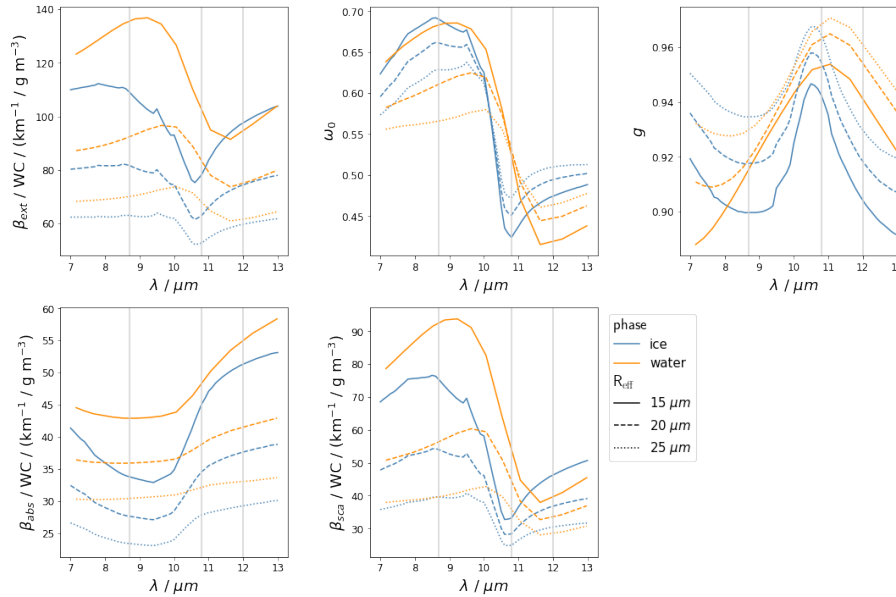 140
120
100
80
60
β_ext / WC / (km⁻¹ / g m⁻³)
7 8 9 10 11 12 13
λ / μm
0.70
0.65
0.60
0.55
0.50
0.45
ω₀
7 8 9 10 11 12 13
λ / μm
0.96
0.94
0.92
0.90
g
7 8 9 10 11 12 13
λ / μm
60
55
50
45
40
35
30
25
β_abs / WC / (km⁻¹ / g m⁻³)
7 8 9 10 11 12 13
λ / μm
90
80
70
60
50
40
30
β_sca / WC / (km⁻¹ / g m⁻³)
7 8 9 10 11 12 13
λ / μm
phase
ice
water
R_eff
15 μm
20 μm
25 μm